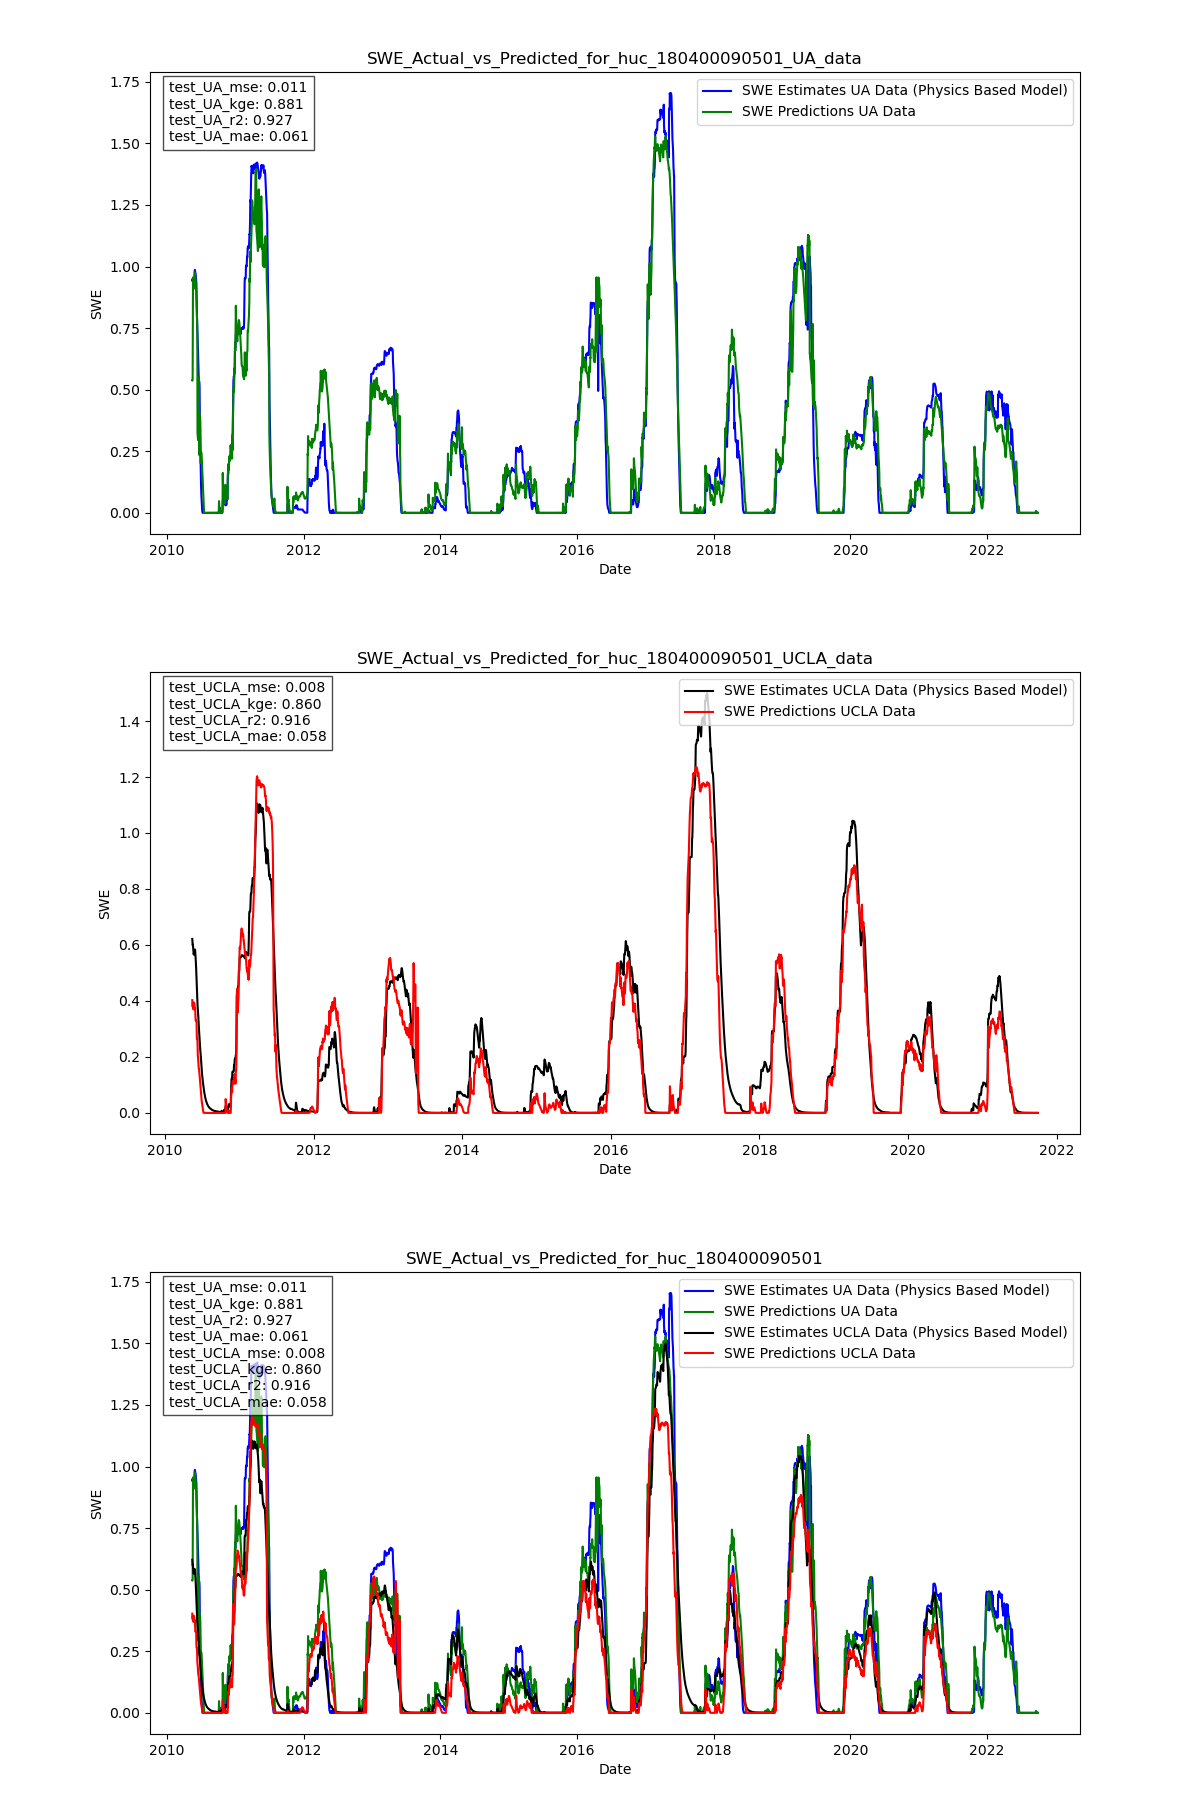 SWE_Actual_vs_Predicted_for_huc_180400090501_UA_data
test_UA_mse: 0.011
test_UA_kge: 0.881
test_UA_r2: 0.927
test_UA_mae: 0.061
SWE Estimates UA Data (Physics Based Model)
SWE Predictions UA Data
1.75
1.50
1.25
1.00
0.75
0.50
0.25
0.00
SWE
2010 2012 2014 2016 2018 2020 2022
Date
SWE_Actual_vs_Predicted_for_huc_180400090501_UCLA_data
test_UCLA_mse: 0.008
test_UCLA_kge: 0.860
test_UCLA_r2: 0.916
test_UCLA_mae: 0.058
SWE Estimates UCLA Data (Physics Based Model)
SWE Predictions UCLA Data
1.4
1.2
1.0
0.8
0.6
0.4
0.2
0.0
SWE
2010 2012 2014 2016 2018 2020 2022
Date
SWE_Actual_vs_Predicted_for_huc_180400090501
test_UA_mse: 0.011
test_UA_kge: 0.881
test_UA_r2: 0.927
test_UA_mae: 0.061
test_UCLA_mse: 0.008
test_UCLA_kge: 0.860
test_UCLA_r2: 0.916
test_UCLA_mae: 0.058
SWE Estimates UA Data (Physics Based Model)
SWE Predictions UA Data
SWE Estimates UCLA Data (Physics Based Model)
SWE Predictions UCLA Data
1.75
1.50
1.25
1.00
0.75
0.50
0.25
0.00
SWE
2010 2012 2014 2016 2018 2020 2022
Date